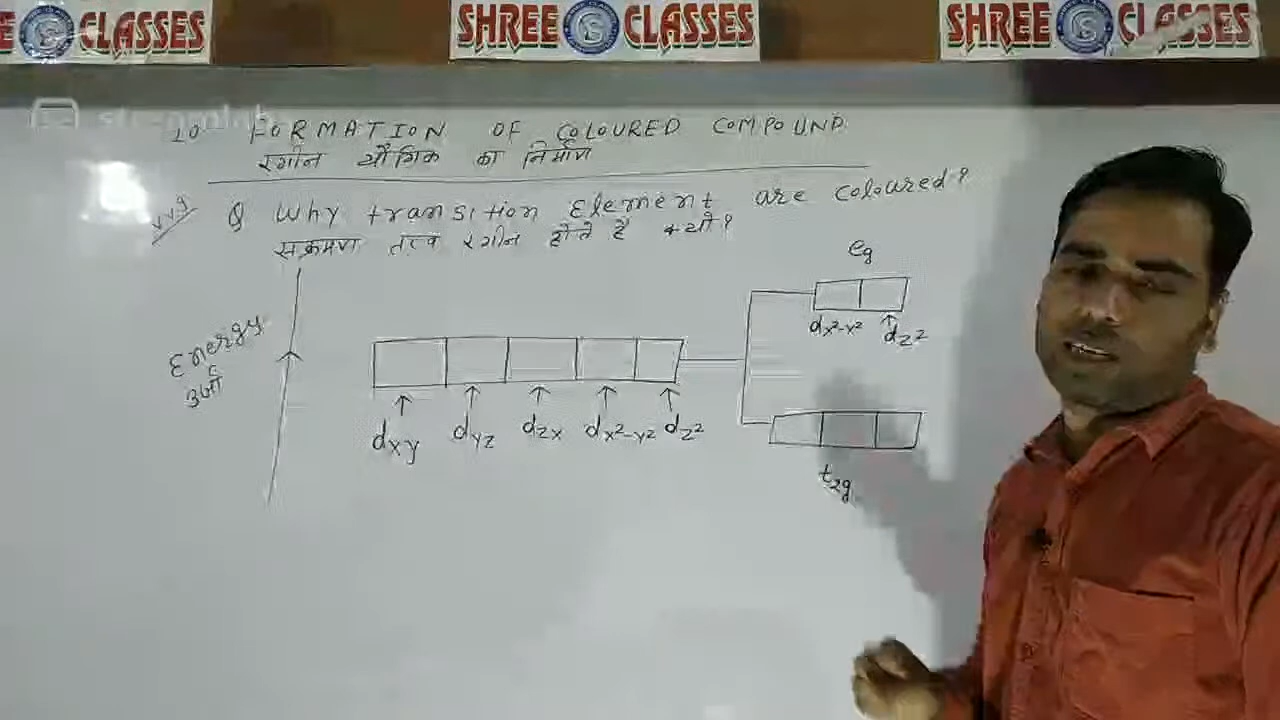 SHREE CLASSES
CLASSES
SHREE CLASSES
10 FORMATION OF COLOURED COMPOUND
रंगीन यौगिक का निर्माण
vvg
Q Why transition Element are coloured?
सक्रमण तत्व रंगीन होते है क्यों?
Energy
ऊर्जा
eg
dx²-Y² dz²
dxy dyz dzx dx²-Y² dz²
t2g